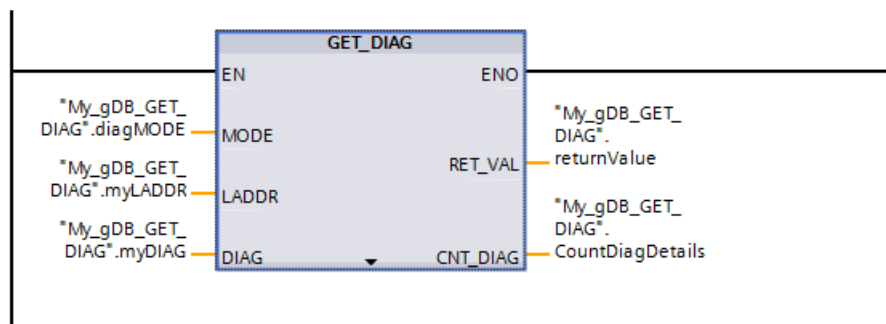 GET_DIAG
EN
ENO
"My_gDB_GET_
DIAG".diagMODE
MODE
"My_gDB_GET_
DIAG".
returnValue
RET_VAL
"My_gDB_GET_
DIAG".myLADDR
LADDR
"My_gDB_GET_
DIAG".myDIAG
DIAG
CNT_DIAG
"My_gDB_GET_
DIAG".
CountDiagDetails